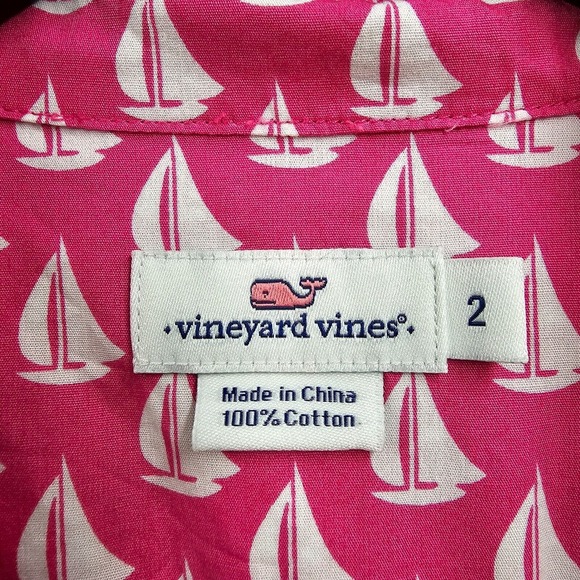 ·vineyard vines®·
2
Made in China
100% Cotton